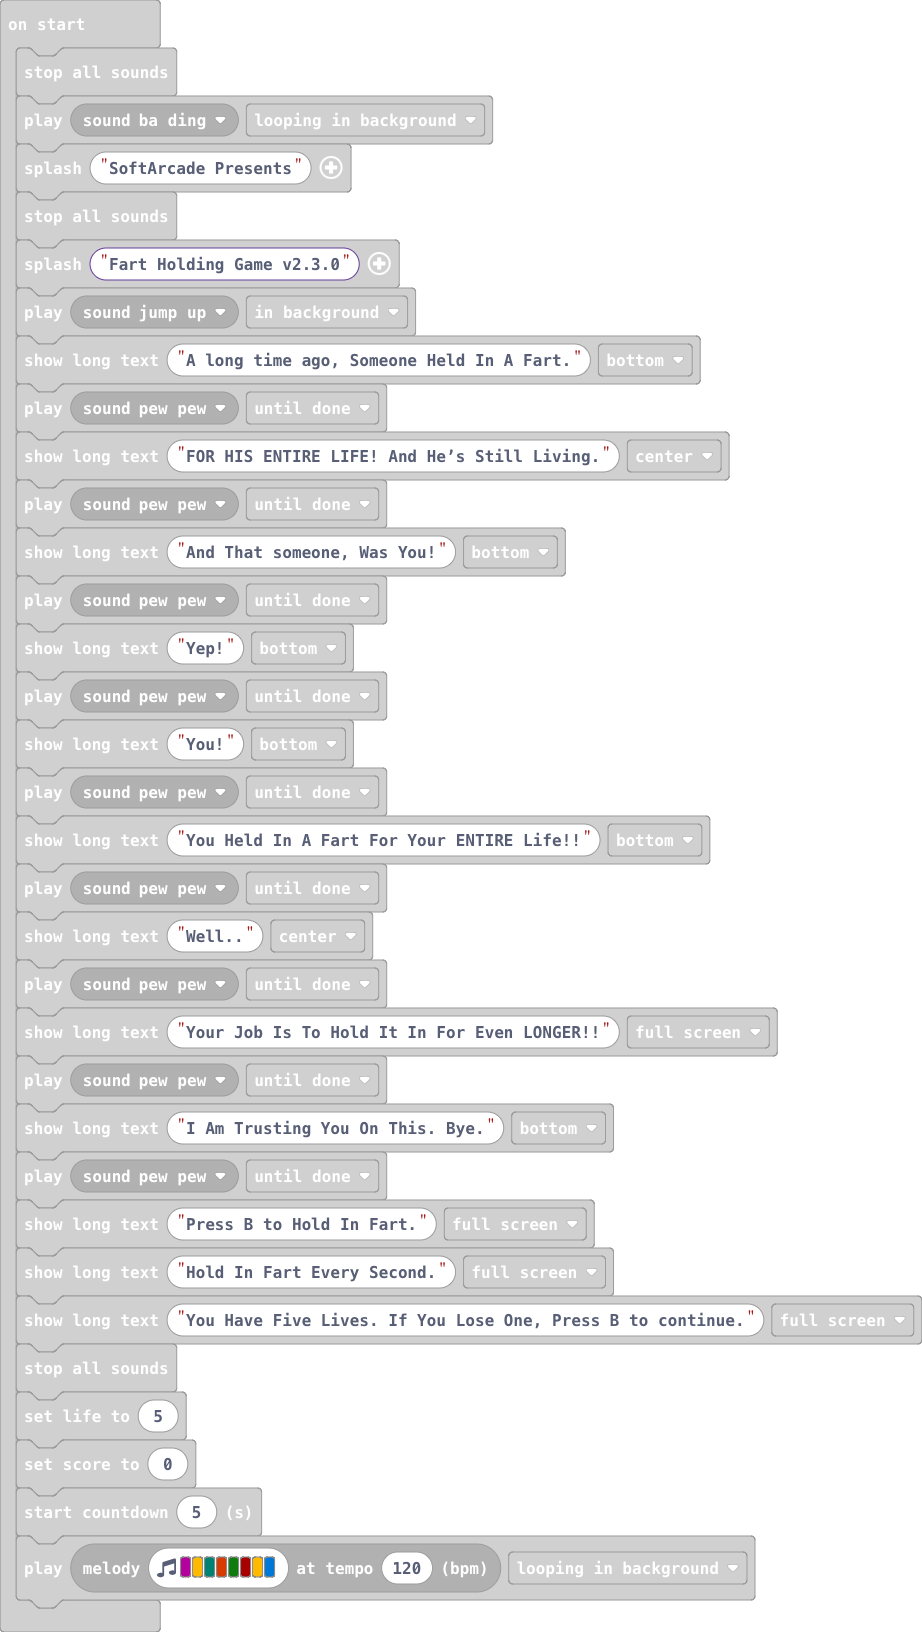 on start
stop all sounds
play sound ba ding looping in background
splash "SoftArcade Presents"
stop all sounds
splash "Fart Holding Game v2.3.0"
play sound jump up in background
show long text "A long time ago, Someone Held In A Fart." bottom
play sound pew pew until done
show long text "FOR HIS ENTIRE LIFE! And He’s Still Living." center
play sound pew pew until done
show long text "And That someone, Was You!" bottom
play sound pew pew until done
show long text "Yep!" bottom
play sound pew pew until done
show long text "You!" bottom
play sound pew pew until done
show long text "You Held In A Fart For Your ENTIRE Life!!" bottom
play sound pew pew until done
show long text "Well.." center
play sound pew pew until done
show long text "Your Job Is To Hold It In For Even LONGER!!" full screen
play sound pew pew until done
show long text "I Am Trusting You On This. Bye." bottom
play sound pew pew until done
show long text "Press B to Hold In Fart." full screen
show long text "Hold In Fart Every Second." full screen
show long text "You Have Five Lives. If You Lose One, Press B to continue." full screen
stop all sounds
set life to 5
set score to 0
start countdown 5 (s)
play melody at tempo 120 (bpm) looping in background